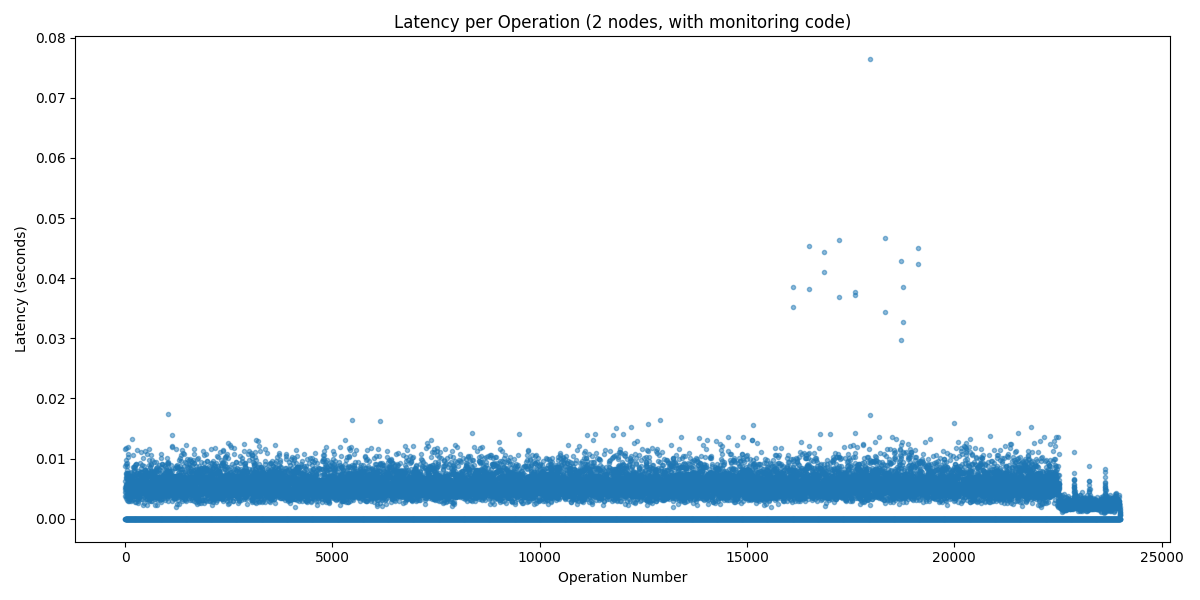 Latency per Operation (2 nodes, with monitoring code)
0.08
0.07
0.06
0.05
0.04
0.03
0.02
0.01
0.00
Latency (seconds)
0 5000 10000 15000 20000 25000
Operation Number